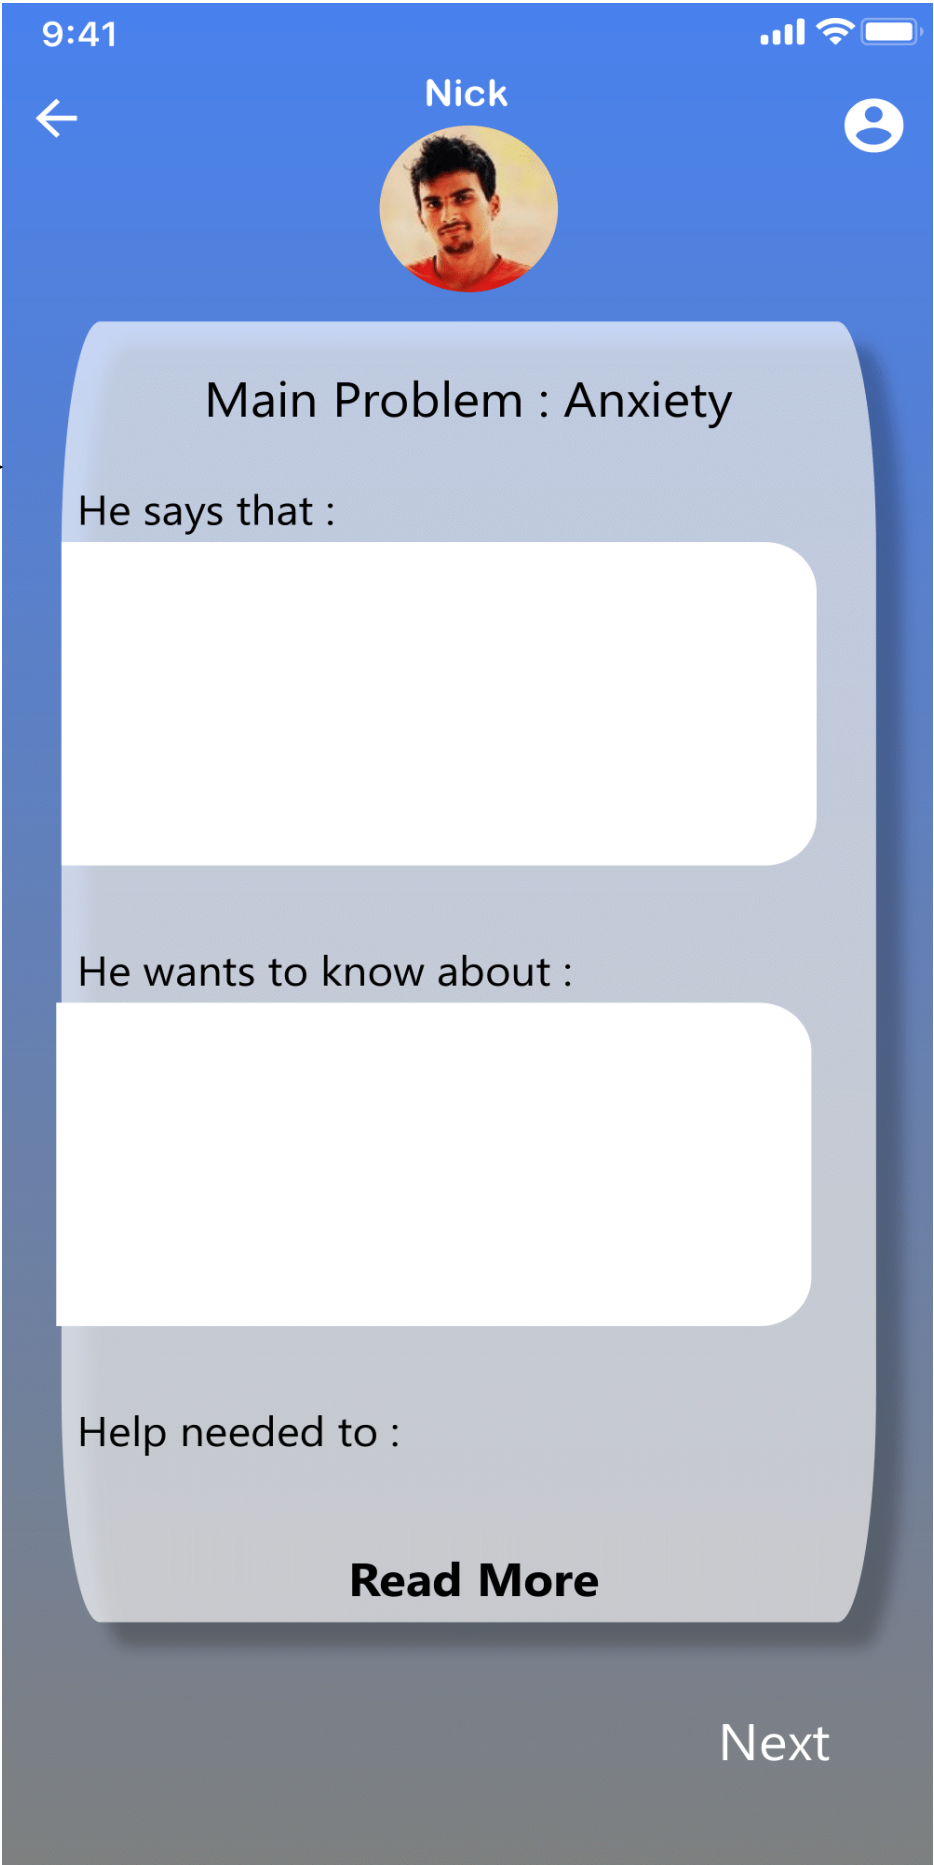 9:41
Nick
Main Problem : Anxiety
He says that :
He wants to know about :
Help needed to :
Read More
Next